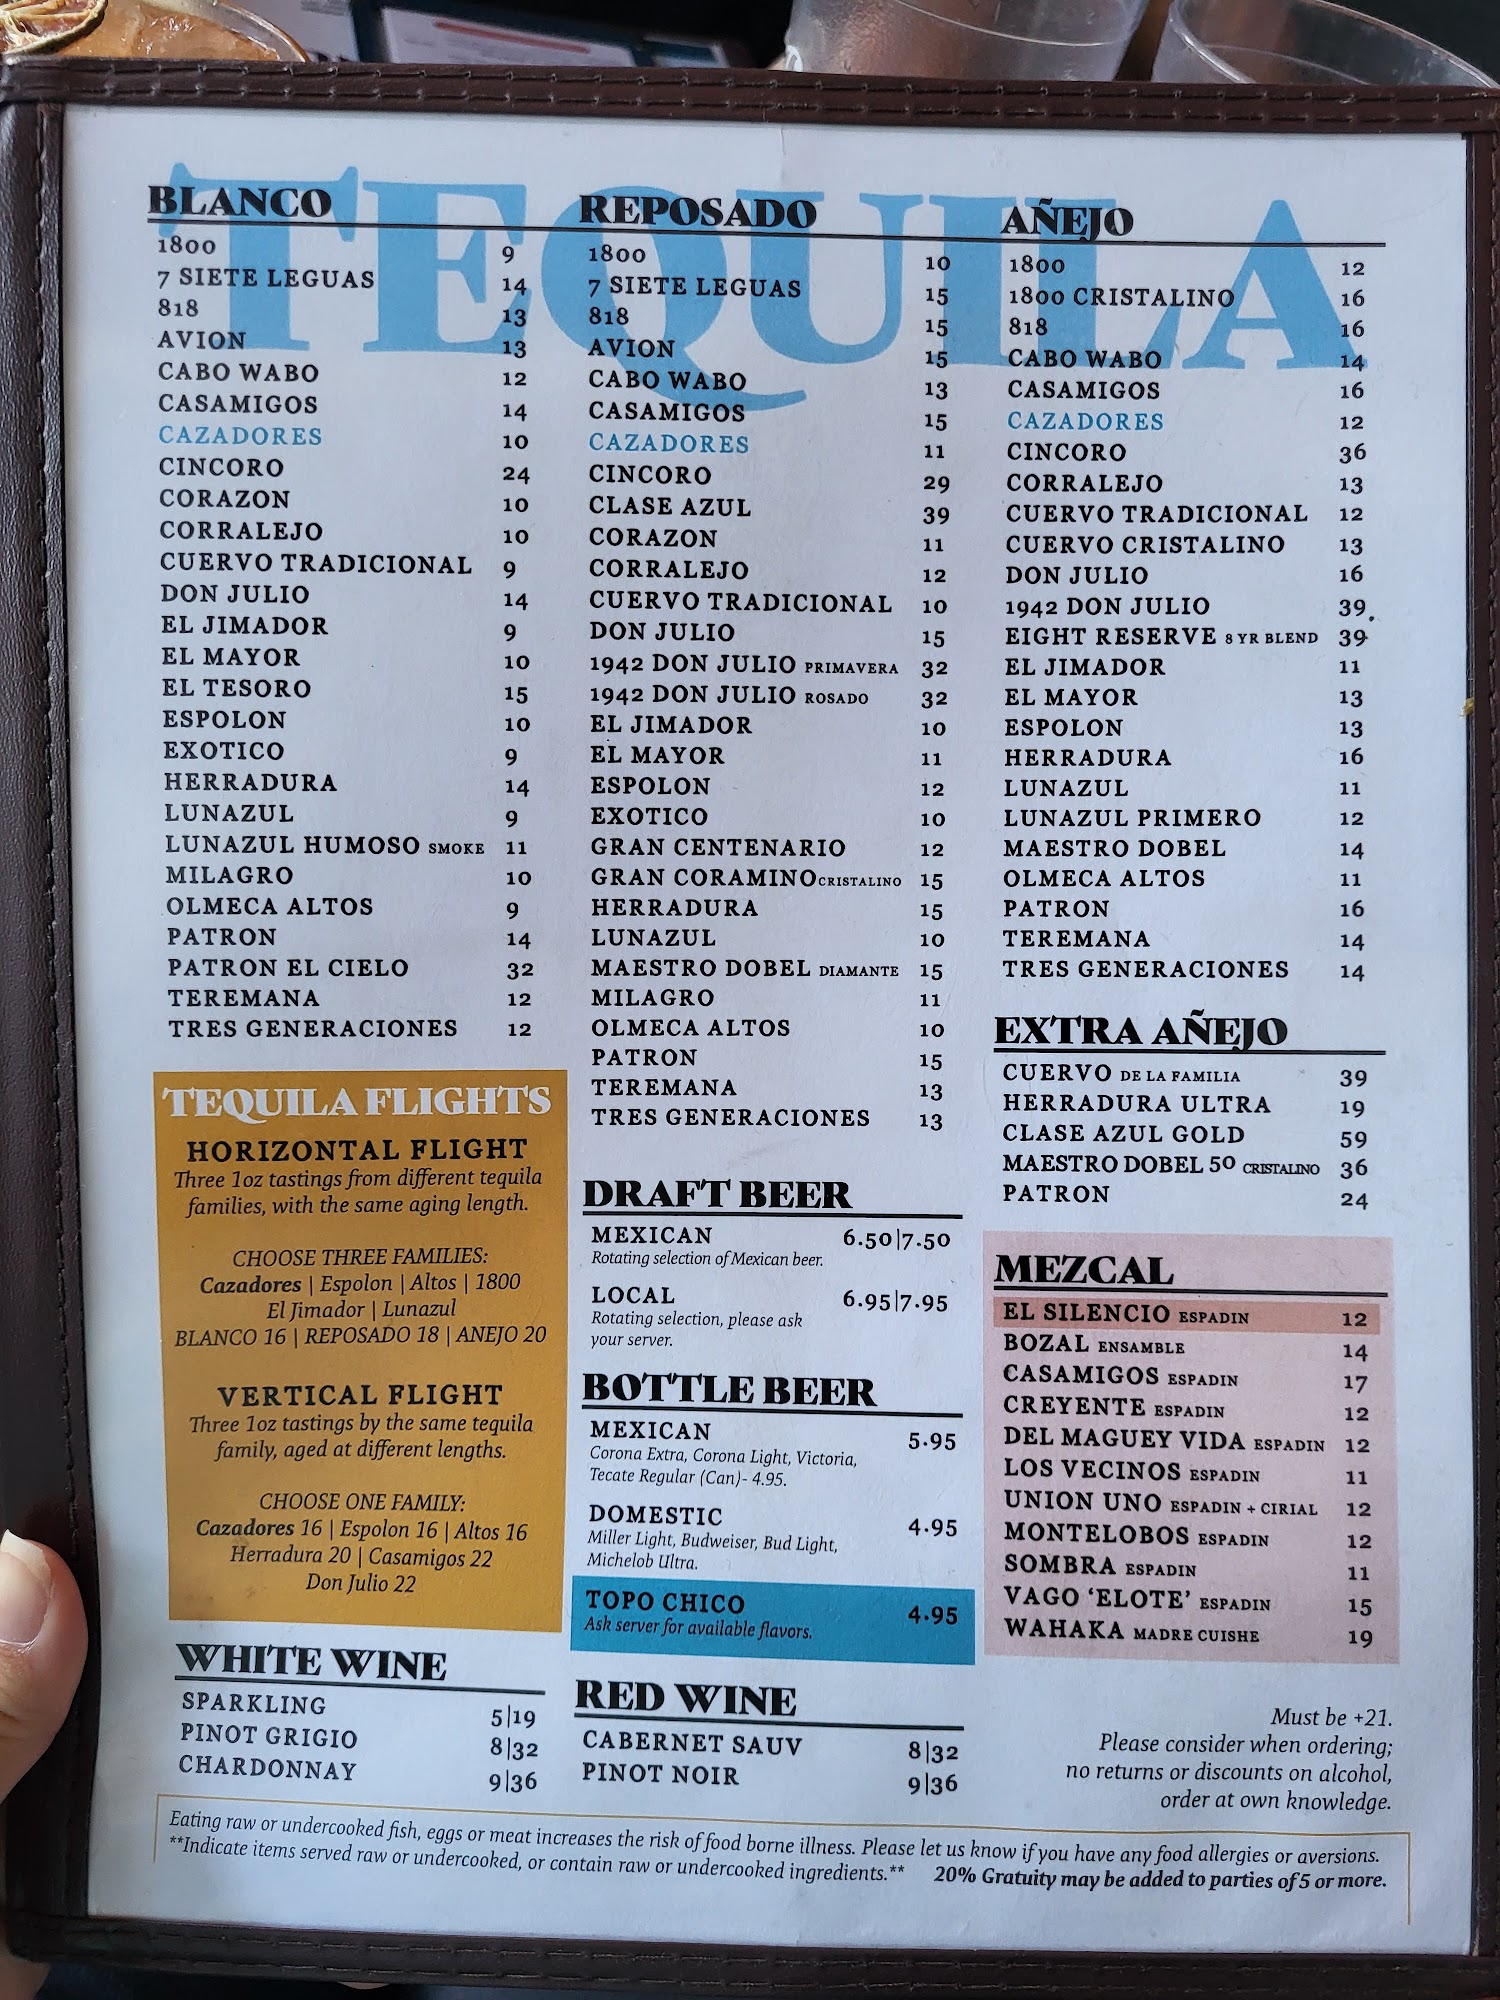 TEQUILA
BLANCO
1800 9
7 SIETE LEGUAS 14
818 13
AVION 13
CABO WABO 12
CASAMIGOS 14
CAZADORES 10
CINCORO 24
CORAZON 10
CORRALEJO 10
CUERVO TRADICIONAL 9
DON JULIO 14
EL JIMADOR 9
EL MAYOR 10
EL TESORO 15
ESPOLON 10
EXOTICO 9
HERRADURA 14
LUNAZUL 9
LUNAZUL HUMOSO SMOKE 11
MILAGRO 10
OLMECA ALTOS 9
PATRON 14
PATRON EL CIELO 32
TEREMANA 12
TRES GENERACIONES 12
TEQUILA FLIGHTS
HORIZONTAL FLIGHT
Three 1oz tastings from different tequila
families, with the same aging length.
CHOOSE THREE FAMILIES:
Cazadores | Espolon | Altos | 1800
El Jimador | Lunazul
BLANCO 16 | REPOSADO 18 | ANEJO 20
VERTICAL FLIGHT
Three 1oz tastings by the same tequila
family, aged at different lengths.
CHOOSE ONE FAMILY:
Cazadores 16 | Espolon 16 | Altos 16
Herradura 20 | Casamigos 22
Don Julio 22
WHITE WINE
SPARKLING 5|19
PINOT GRIGIO 8|32
CHARDONNAY 9|36
REPOSADO
1800 10
7 SIETE LEGUAS 15
818 15
AVION 15
CABO WABO 13
CASAMIGOS 15
CAZADORES 11
CINCORO 29
CLASE AZUL 39
CORAZON 11
CORRALEJO 12
CUERVO TRADICIONAL 10
DON JULIO 15
1942 DON JULIO PRIMAVERA 32
1942 DON JULIO ROSADO 32
EL JIMADOR 10
EL MAYOR 11
ESPOLON 12
EXOTICO 10
GRAN CENTENARIO 12
GRAN CORAMINO CRISTALINO 15
HERRADURA 15
LUNAZUL 10
MAESTRO DOBEL DIAMANTE 15
MILAGRO 11
OLMECA ALTOS 10
PATRON 15
TEREMANA 13
TRES GENERACIONES 13
DRAFT BEER
MEXICAN 6.50|7.50
Rotating selection of Mexican beer.
LOCAL 6.95|7.95
Rotating selection, please ask
your server.
BOTTLE BEER
MEXICAN 5.95
Corona Extra, Corona Light, Victoria,
Tecate Regular (Can)- 4.95.
DOMESTIC 4.95
Miller Light, Budweiser, Bud Light,
Michelob Ultra.
TOPO CHICO 4.95
Ask server for available flavors.
RED WINE
CABERNET SAUV 8|32
PINOT NOIR 9|36
AÑEJO
1800 12
1800 CRISTALINO 16
818 16
CABO WABO 14
CASAMIGOS 16
CAZADORES 12
CINCORO 36
CORRALEJO 13
CUERVO TRADICIONAL 12
CUERVO CRISTALINO 13
DON JULIO 16
1942 DON JULIO 39
EIGHT RESERVE 8 YR BLEND 39
EL JIMADOR 11
EL MAYOR 13
ESPOLON 13
HERRADURA 16
LUNAZUL 11
LUNAZUL PRIMERO 12
MAESTRO DOBEL 14
OLMECA ALTOS 11
PATRON 16
TEREMANA 14
TRES GENERACIONES 14
EXTRA AÑEJO
CUERVO DE LA FAMILIA 39
HERRADURA ULTRA 19
CLASE AZUL GOLD 59
MAESTRO DOBEL 50 CRISTALINO 36
PATRON 24
MEZCAL
EL SILENCIO ESPADIN 12
BOZAL ENSAMBLE 14
CASAMIGOS ESPADIN 17
CREYENTE ESPADIN 12
DEL MAGUEY VIDA ESPADIN 12
LOS VECINOS ESPADIN 11
UNION UNO ESPADIN + CIRIAL 12
MONTELOBOS ESPADIN 12
SOMBRA ESPADIN 11
VAGO ‘ELOTE’ ESPADIN 15
WAHAKA MADRE CUISHE 19
Must be +21.
Please consider when ordering;
no returns or discounts on alcohol,
order at own knowledge.
Eating raw or undercooked fish, eggs or meat increases the risk of food borne illness. Please let us know if you have any food allergies or aversions.
**Indicate items served raw or undercooked, or contain raw or undercooked ingredients.** 20% Gratuity may be added to parties of 5 or more.